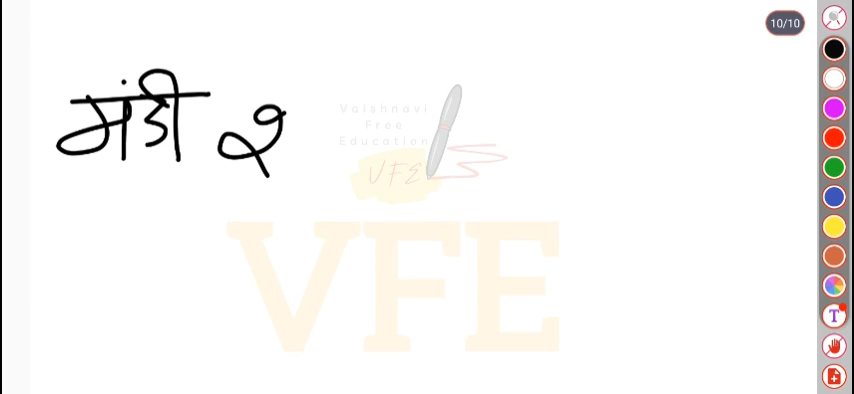 10/10
मंडी २
Vaishnavi
Free
Education
VFE
VFE
T